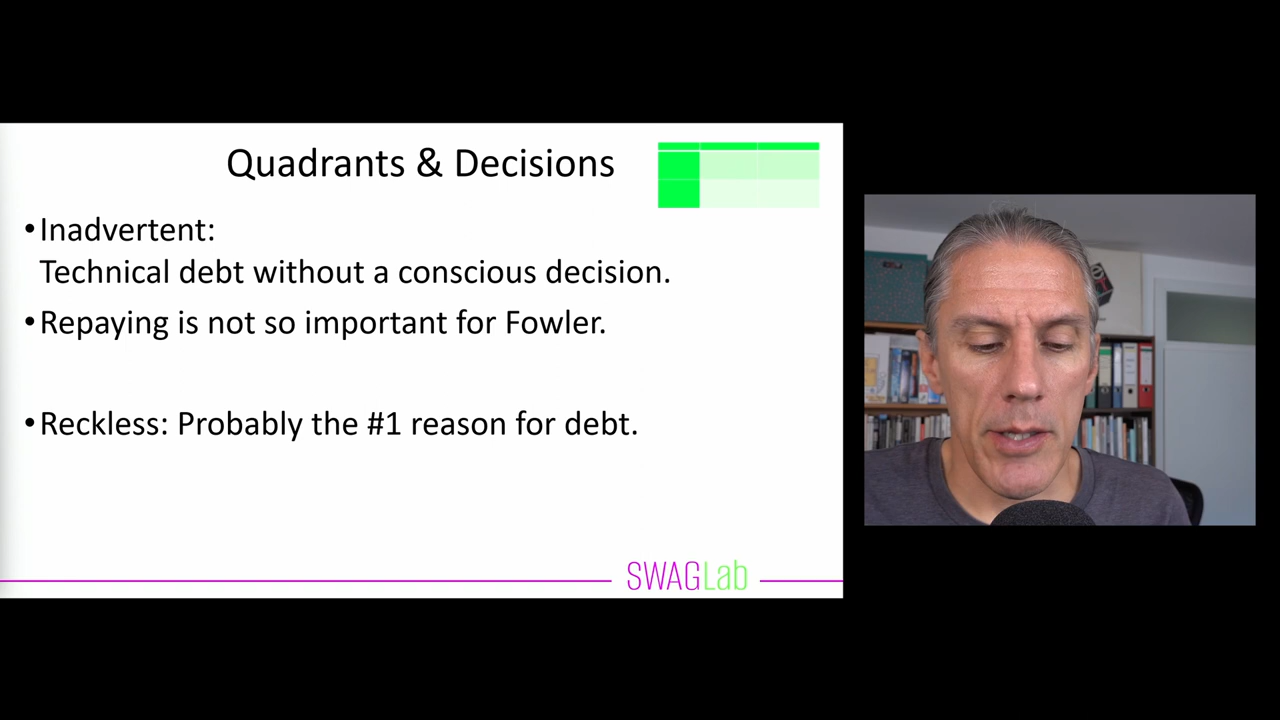 Quadrants & Decisions
•Inadvertent:
Technical debt without a conscious decision.
•Repaying is not so important for Fowler.
•Reckless: Probably the #1 reason for debt.
SWAGLab